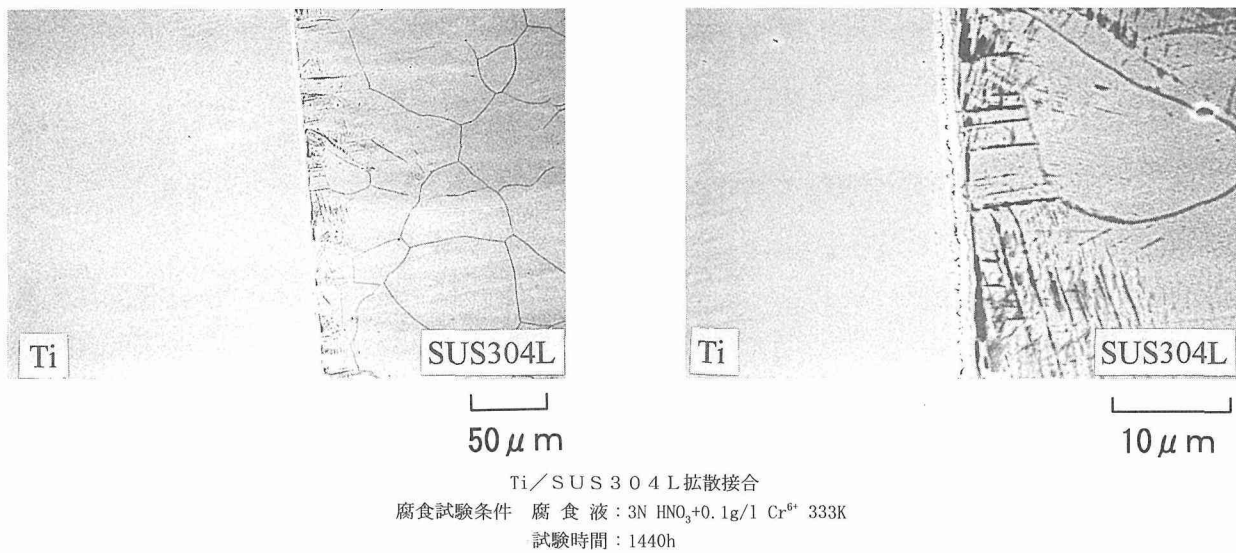 Ti
SUS304L
Ti
SUS304L
50μm
10μm
Ti／ＳＵＳ３０４Ｌ拡散接合
腐食試験条件　腐 食 液：3N HNO₃+0.1g/l Cr⁶⁺ 333K
試験時間：1440h